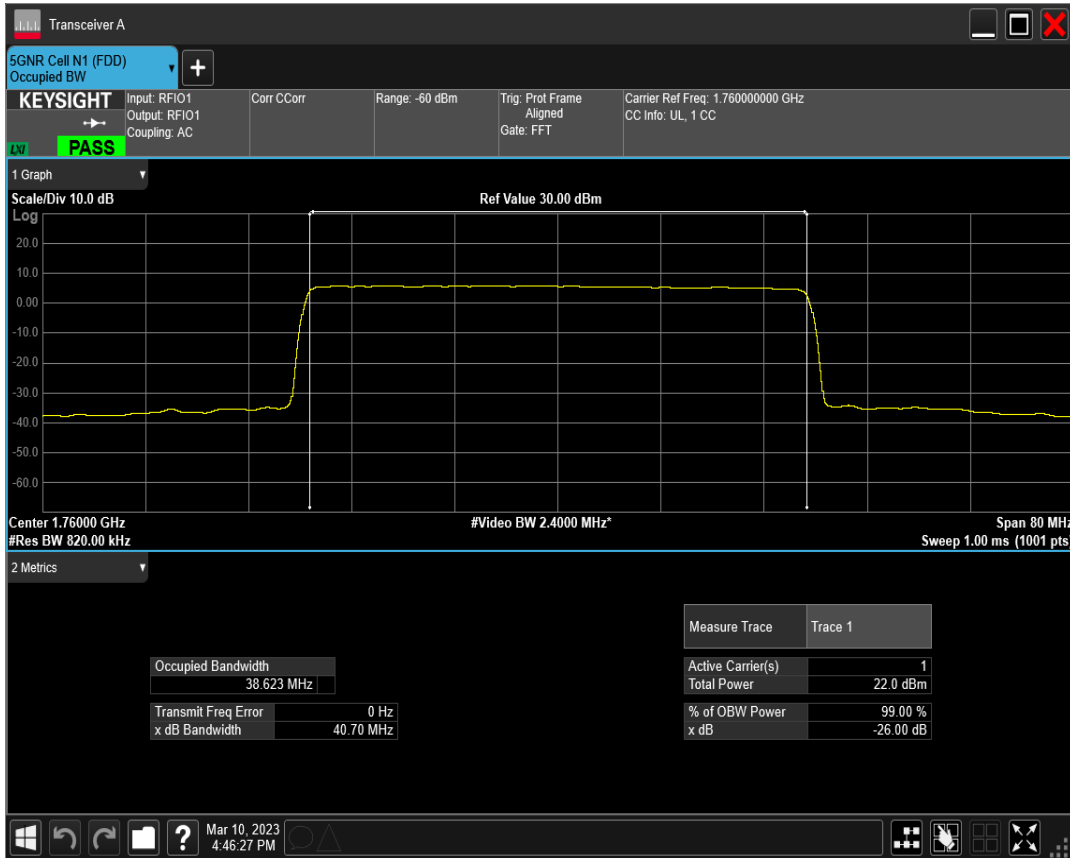 Transceiver A
5GNR Cell N1 (FDD)
Occupied BW
+
KEYSIGHT
LXI
PASS
Input: RFIO1
Output: RFIO1
Coupling: AC
Corr CCorr
Range: -60 dBm
Trig: Prot Frame
Aligned
Gate: FFT
Carrier Ref Freq: 1.760000000 GHz
CC Info: UL, 1 CC
1 Graph
Scale/Div 10.0 dB
Ref Value 30.00 dBm
Log
20.0
10.0
0.00
-10.0
-20.0
-30.0
-40.0
-50.0
-60.0
Center 1.76000 GHz
#Video BW 2.4000 MHz*
Span 80 MHz
#Res BW 820.00 kHz
Sweep 1.00 ms (1001 pts)
2 Metrics
Measure Trace Trace 1
Occupied Bandwidth
38.623 MHz
Active Carrier(s) 1
Total Power 22.0 dBm
Transmit Freq Error 0 Hz
x dB Bandwidth 40.70 MHz
% of OBW Power 99.00 %
x dB -26.00 dB
?
Mar 10, 2023
4:46:27 PM